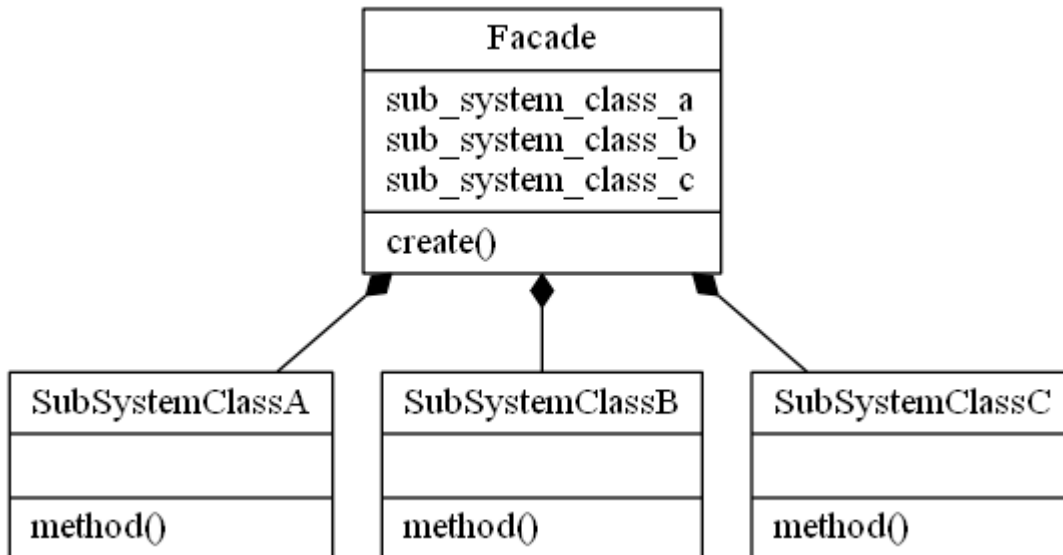 Facade
sub_system_class_a
sub_system_class_b
sub_system_class_c
create()
SubSystemClassA
method()
SubSystemClassB
method()
SubSystemClassC
method()